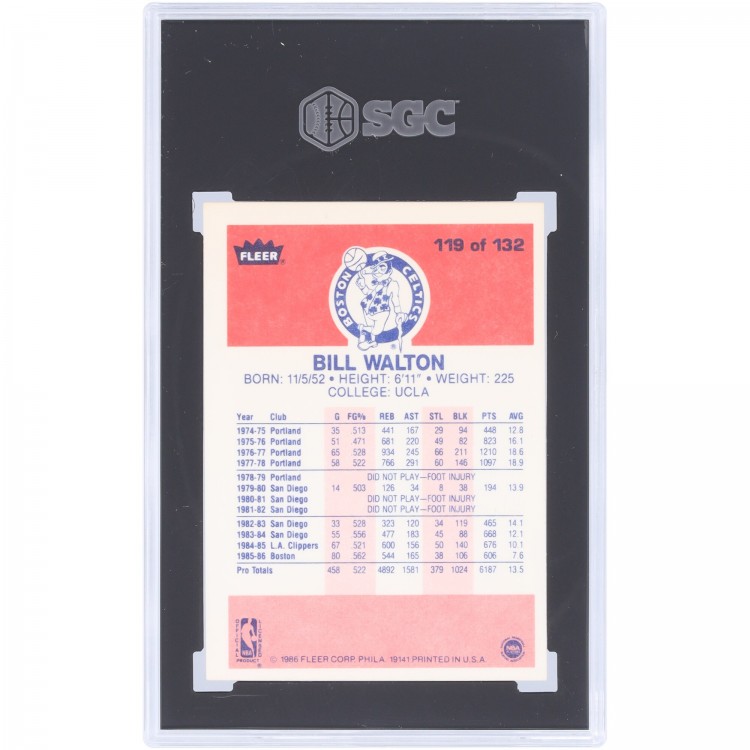 SGC
FLEER®
119 of 132
BOSTON CELTICS
®
BILL WALTON
BORN: 11/5/52 • HEIGHT: 6'11" • WEIGHT: 225
COLLEGE: UCLA
Year Club G FG% REB AST STL BLK PTS AVG
1974-75 Portland 35 .513 441 167 29 94 448 12.8
1975-76 Portland 51 .471 681 220 49 82 823 16.1
1976-77 Portland 65 .528 934 245 66 211 1210 18.6
1977-78 Portland 58 .522 766 291 60 146 1097 18.9
1978-79 Portland DID NOT PLAY—FOOT INJURY
1979-80 San Diego 14 .503 126 34 8 38 194 13.9
1980-81 San Diego DID NOT PLAY—FOOT INJURY
1981-82 San Diego DID NOT PLAY—FOOT INJURY
1982-83 San Diego 33 .528 323 120 34 119 465 14.1
1983-84 San Diego 55 .556 477 183 45 88 668 12.1
1984-85 L.A. Clippers 67 .521 600 156 50 140 676 10.1
1985-86 Boston 80 .562 544 165 38 106 606 7.6
Pro Totals 458 .522 4892 1581 379 1024 6187 13.5
OFFICIAL LICENSED
NBA
PRODUCT
© 1986 FLEER CORP. PHILA. 19141 PRINTED IN U.S.A.
NBA